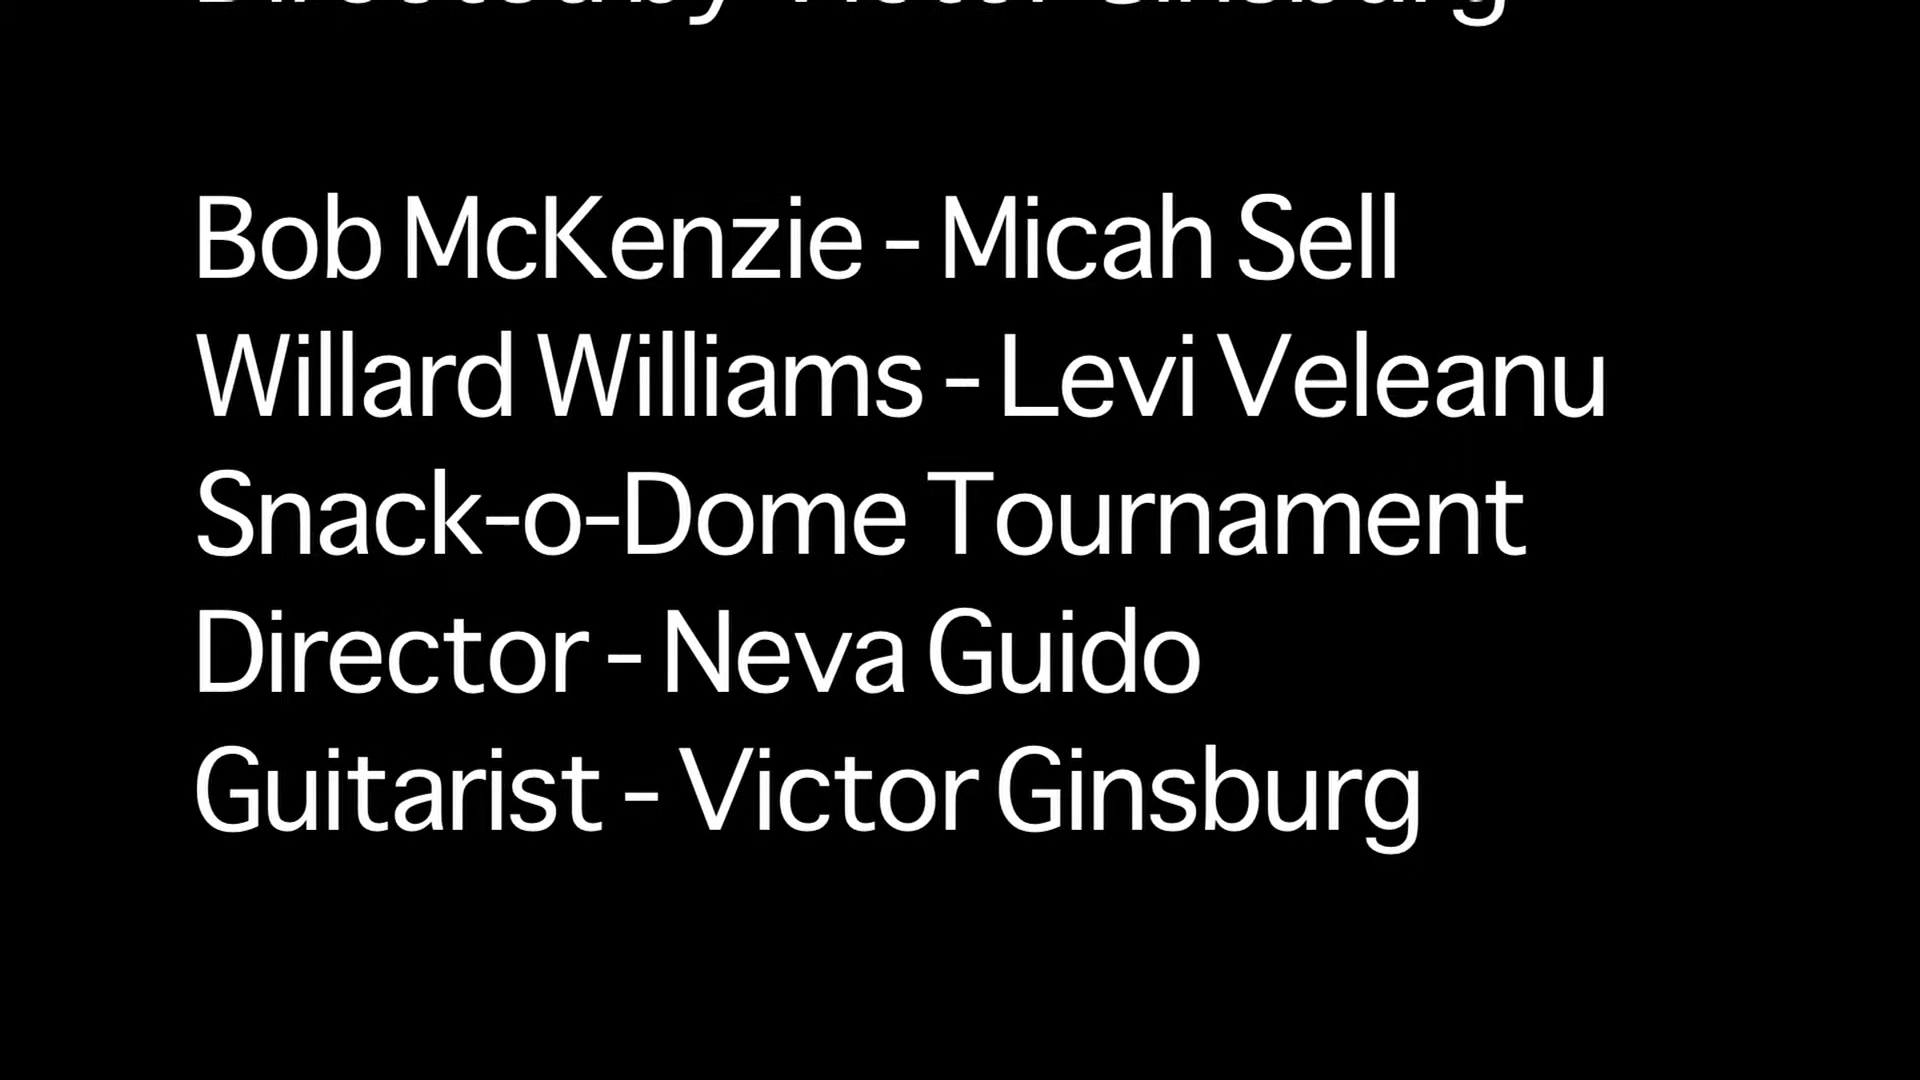 Directed by Victor Ginsburg
Bob McKenzie - Micah Sell
Willard Williams - Levi Veleanu
Snack-o-Dome Tournament
Director - Neva Guido
Guitarist - Victor Ginsburg